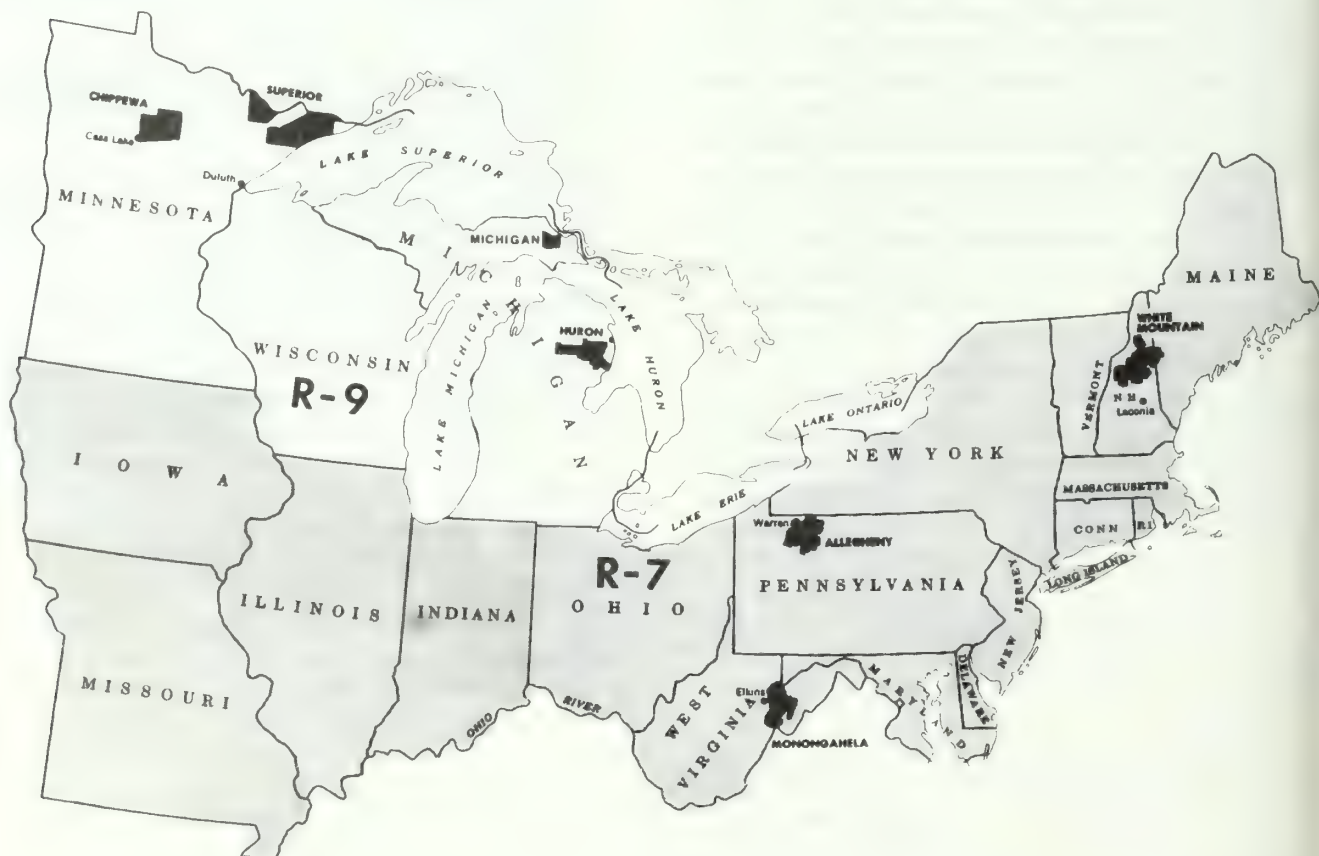 CHIPPEWA
SUPERIOR
Cass Lake
LAKE SUPERIOR
Duluth
MINNESOTA
MICHIGAN
MICHIGAN
MAINE
WHITE
MOUNTAIN
HURON
LAKE HURON
WISCONSIN
R-9
LAKE MICHIGAN
VERMONT
N H
Laconia
LAKE ONTARIO
NEW YORK
IOWA
MASSACHUSETTS
LAKE ERIE
Warren
ALLEGHENY
CONN
RI
R-7
OHIO
PENNSYLVANIA
NEW JERSEY
LONG ISLAND
ILLINOIS
INDIANA
MISSOURI
WEST
VIRGINIA
Elkins
MARYLAND
DELAWARE
OHIO RIVER
MONONGAHELA